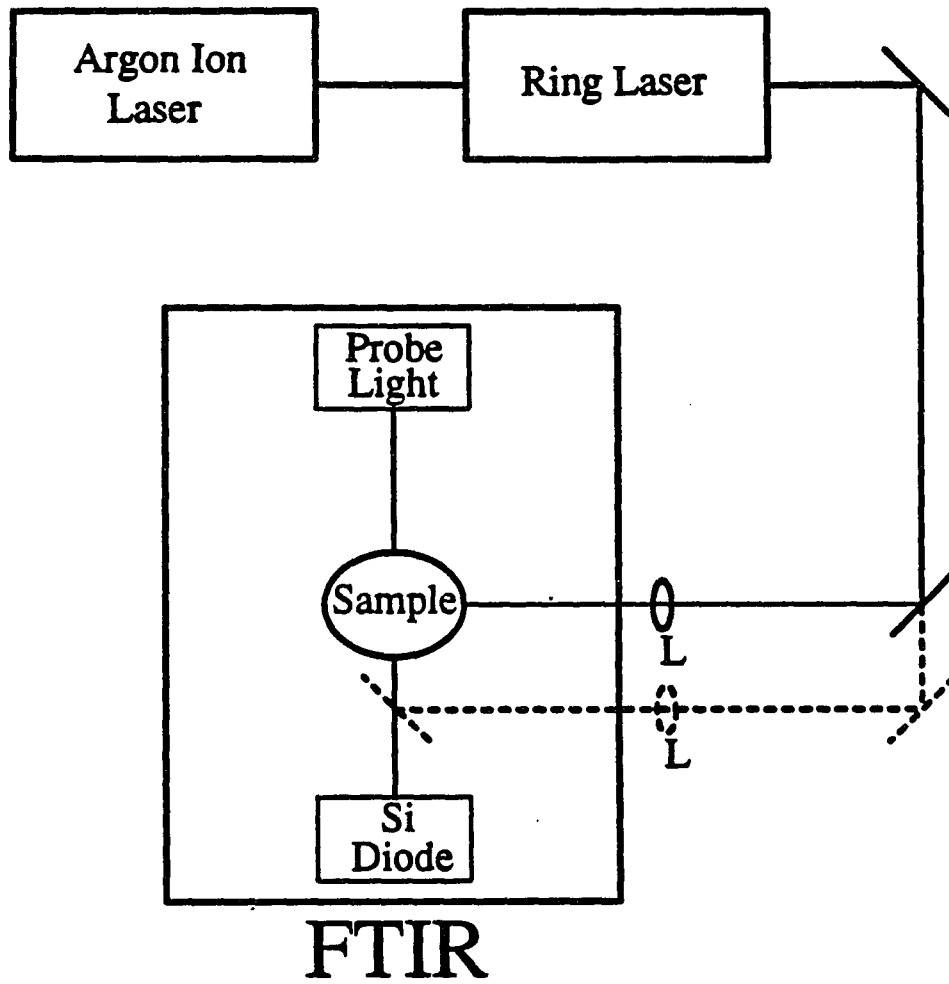 Argon Ion
Laser
Ring Laser
Probe
Light
Sample
L
L
Si
Diode
FTIR